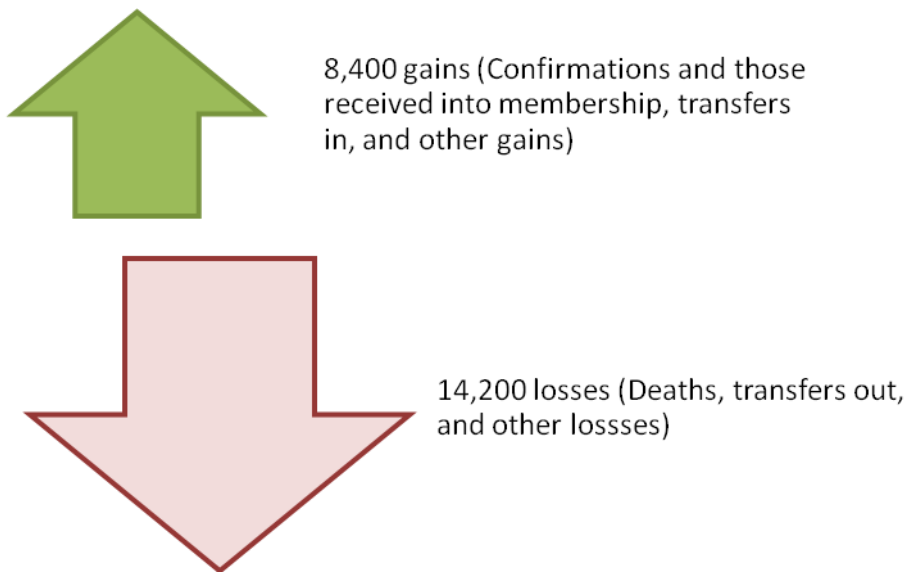 8,400 gains (Confirmations and those
received into membership, transfers
in, and other gains)
14,200 losses (Deaths, transfers out,
and other lossses)